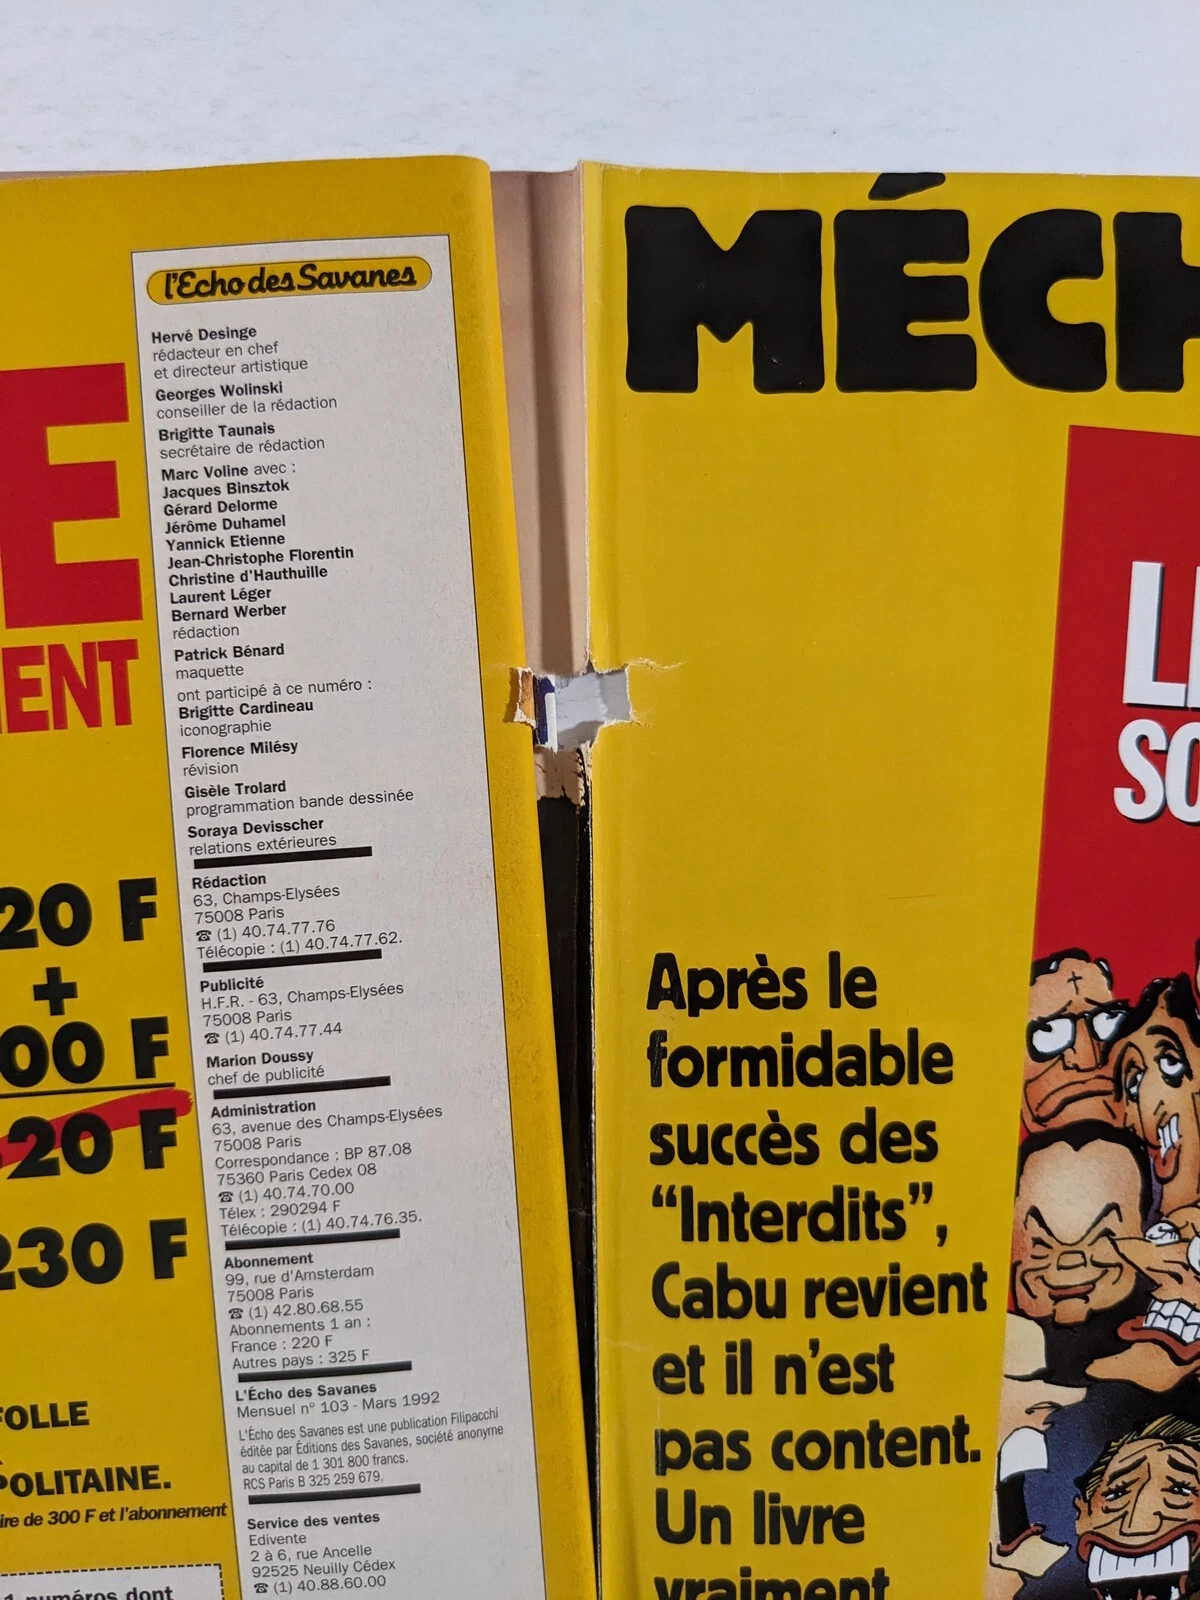 l'Echo des Savanes
Hervé Desinge
rédacteur en chef
et directeur artistique
Georges Wolinski
conseiller de la rédaction
Brigitte Taunais
secrétaire de rédaction
Marc Voline avec :
Jacques Binsztok
Gérard Delorme
Jérôme Duhamel
Yannick Etienne
Jean-Christophe Florentin
Christine d'Hauthuille
Laurent Léger
Bernard Werber
rédaction
Patrick Bénard
maquette
ont participé à ce numéro :
Brigitte Cardineau
iconographie
Florence Milésy
révision
Gisèle Trolard
programmation bande dessinée
Soraya Devisscher
relations extérieures
Rédaction
63, Champs-Elysées
75008 Paris
☎ (1) 40.74.77.76
Télécopie : (1) 40.74.77.62.
Publicité
H.F.R. - 63, Champs-Elysées
75008 Paris
☎ (1) 40.74.77.44
Marion Doussy
chef de publicité
Administration
63, avenue des Champs-Elysées
75008 Paris
Correspondance : BP 87.08
75360 Paris Cedex 08
☎ (1) 40.74.70.00
Télex : 290294 F
Télécopie : (1) 40.74.76.35.
Abonnement
99, rue d'Amsterdam
75008 Paris
☎ (1) 42.80.68.55
Abonnements 1 an :
France : 220 F
Autres pays : 325 F
L'Écho des Savanes
Mensuel n° 103 - Mars 1992
L'Écho des Savanes est une publication Filipacchi
éditée par Éditions des Savanes, société anonyme
au capital de 1 301 800 francs.
RCS Paris B 325 259 679.
Service des ventes
Edivente
2 à 6, rue Ancelle
92525 Neuilly Cédex
☎ (1) 40.88.60.00
E
ENT
20 F
+
00 F
20 F
230 F
FOLLE
POLITAINE.
ire de 300 F et l'abonnement
1 numéros dont
MÉCH
LE
SO
Après le
formidable
succès des
“Interdits”,
Cabu revient
et il n'est
pas content.
Un livre
vraiment